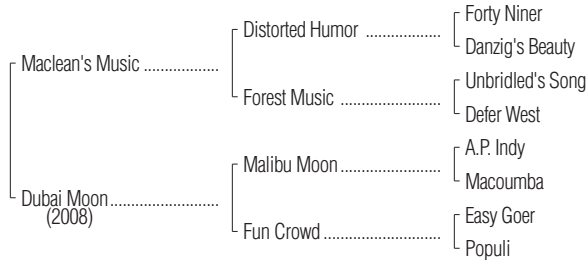 Forty Niner
Distorted Humor ..................
Danzig's Beauty
Maclean's Music ..................
Unbridled's Song
Forest Music ........................
Defer West
A.P. Indy
Malibu Moon ........................
Macoumba
Dubai Moon ..........................
(2008)
Easy Goer
Fun Crowd ............................
Populi